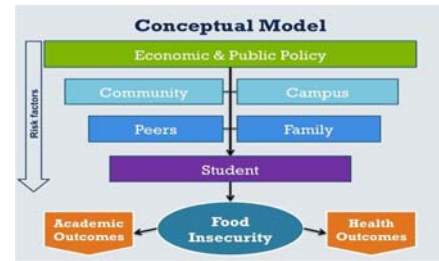 Conceptual Model
Economic & Public Policy
Community
Campus
Peers
Family
Student
Risk factors
Academic
Outcomes
Food
Insecurity
Health
Outcomes